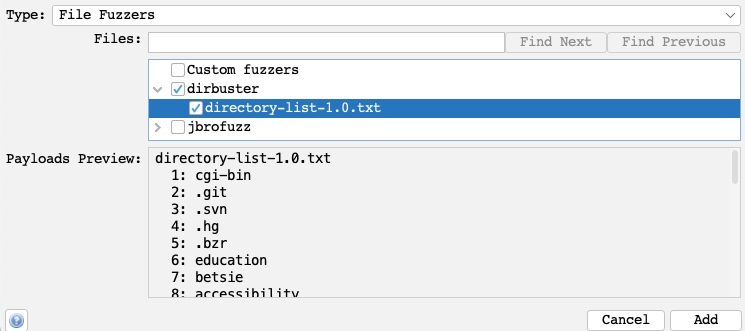 Type: File Fuzzers
Files: Find Next Find Previous
Custom fuzzers
dirbuster
directory-list-1.0.txt
jbrofuzz
Payloads Preview: directory-list-1.0.txt
1: cgi-bin
2: .git
3: .svn
4: .hg
5: .bzr
6: education
7: betsie
8: accessibility
? Cancel Add